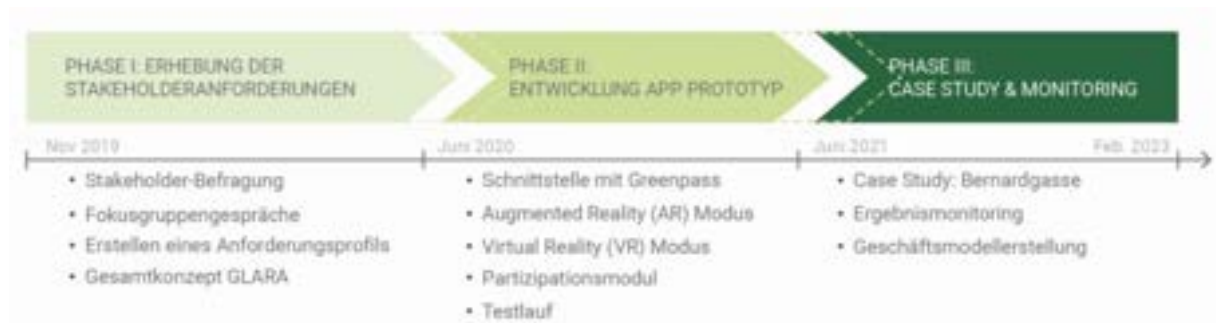 PHASE I: ERHEBUNG DER
STAKEHOLDERANFORDERUNGEN
PHASE II:
ENTWICKLUNG APP PROTOTYP
PHASE III:
CASE STUDY & MONITORING
Nov 2019
Juni 2020
Juni 2021
Feb. 2023
• Stakeholder-Befragung
• Fokusgruppengespräche
• Erstellen eines Anforderungsprofils
• Gesamtkonzept GLARA
• Schnittstelle mit Greenpass
• Augmented Reality (AR) Modus
• Virtual Reality (VR) Modus
• Partizipationsmodul
• Testlauf
• Case Study: Bernardgasse
• Ergebnismonitoring
• Geschäftsmodellerstellung